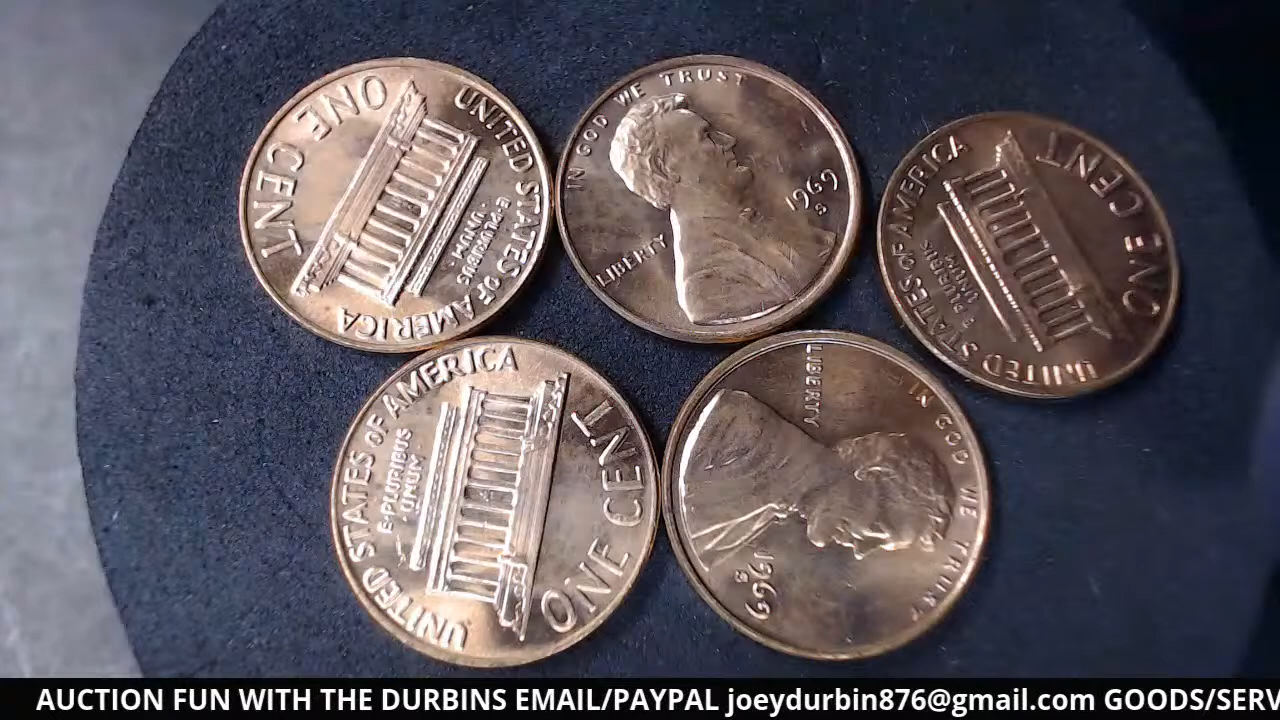 ONE CENT
UNITED STATES OF AMERICA
E·PLURIBUS
UNUM
IN GOD WE TRUST
LIBERTY
1969
S
UNITED STATES OF AMERICA
E·PLURIBUS
UNUM
ONE CENT
UNITED STATES OF AMERICA
E·PLURIBUS
UNUM
ONE CENT
LIBERTY
IN GOD WE TRUST
1969
S
AUCTION FUN WITH THE DURBINS EMAIL/PAYPAL joeydurbin876@gmail.com GOODS/SERV